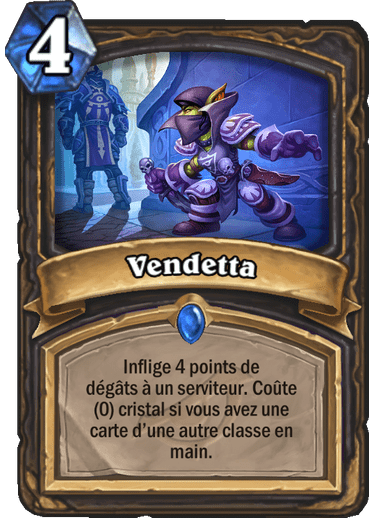 4
Vendetta
Inflige 4 points de
dégâts à un serviteur. Coûte
(0) cristal si vous avez une
carte d'une autre classe en
main.